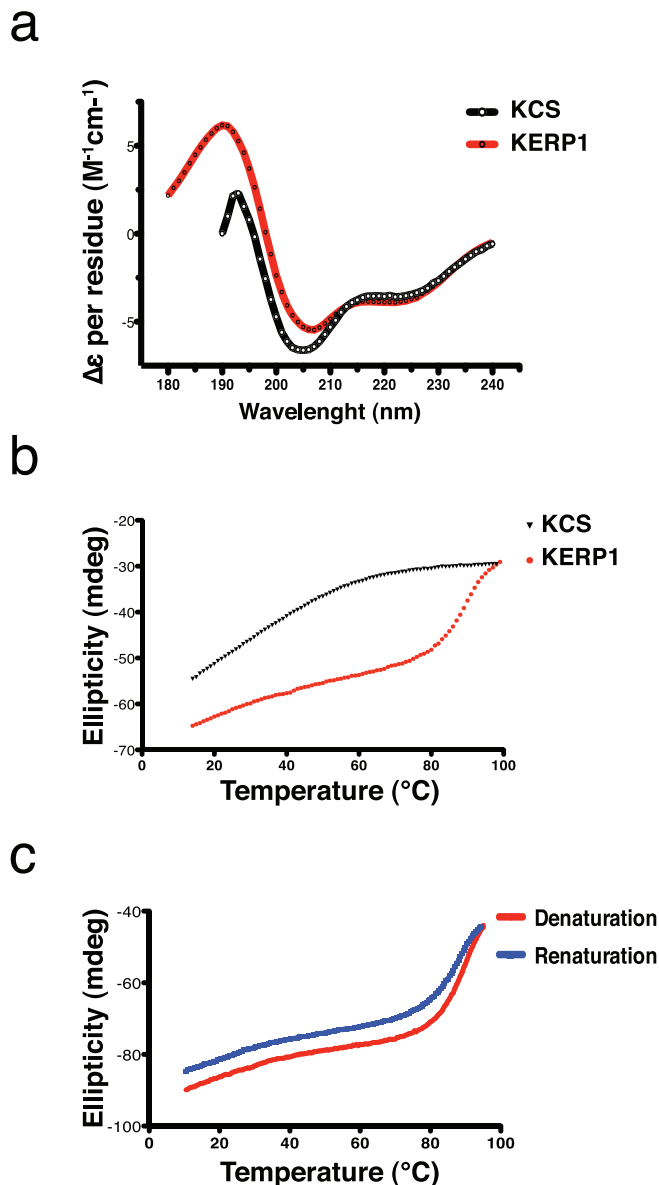 a
Δε per residue (M⁻¹cm-¹)
5
0
-5
180 190 200 210 220 230 240
Wavelenght (nm)
KCS
KERP1
b
Ellipticity (mdeg)
-20
-30
-40
-50
-60
-70
0 20 40 60 80 100
Temperature (°C)
KCS
KERP1
c
Ellipticity (mdeg)
-40
-60
-80
-100
0 20 40 60 80 100
Temperature (°C)
Denaturation
Renaturation